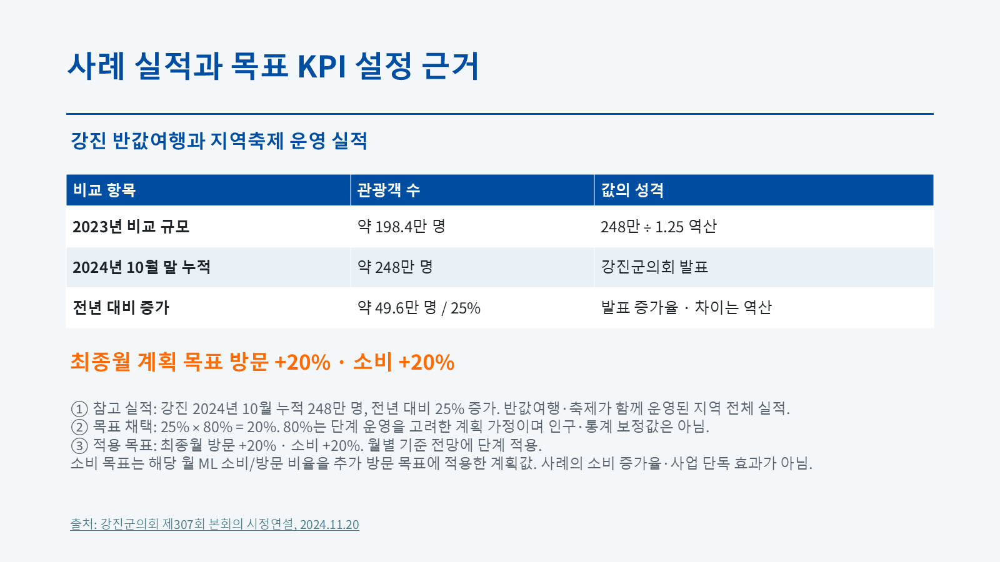 사례 실적과 목표 KPI 설정 근거
강진 반값여행과 지역축제 운영 실적
비교 항목 관광객 수 값의 성격
2023년 비교 규모 약 198.4만 명 248만 ÷ 1.25 역산
2024년 10월 말 누적 약 248만 명 강진군의회 발표
전년 대비 증가 약 49.6만 명 / 25% 발표 증가율 · 차이는 역산
최종월 계획 목표 방문 +20% · 소비 +20%
① 참고 실적: 강진 2024년 10월 누적 248만 명, 전년 대비 25% 증가. 반값여행·축제가 함께 운영된 지역 전체 실적.
② 목표 채택: 25% × 80% = 20%. 80%는 단계 운영을 고려한 계획 가정이며 인구·통계 보정값은 아님.
③ 적용 목표: 최종월 방문 +20% · 소비 +20%. 월별 기준 전망에 단계 적용.
소비 목표는 해당 월 ML 소비/방문 비율을 추가 방문 목표에 적용한 계획값. 사례의 소비 증가율·사업 단독 효과가 아님.
출처: 강진군의회 제307회 본회의 시정연설, 2024.11.20